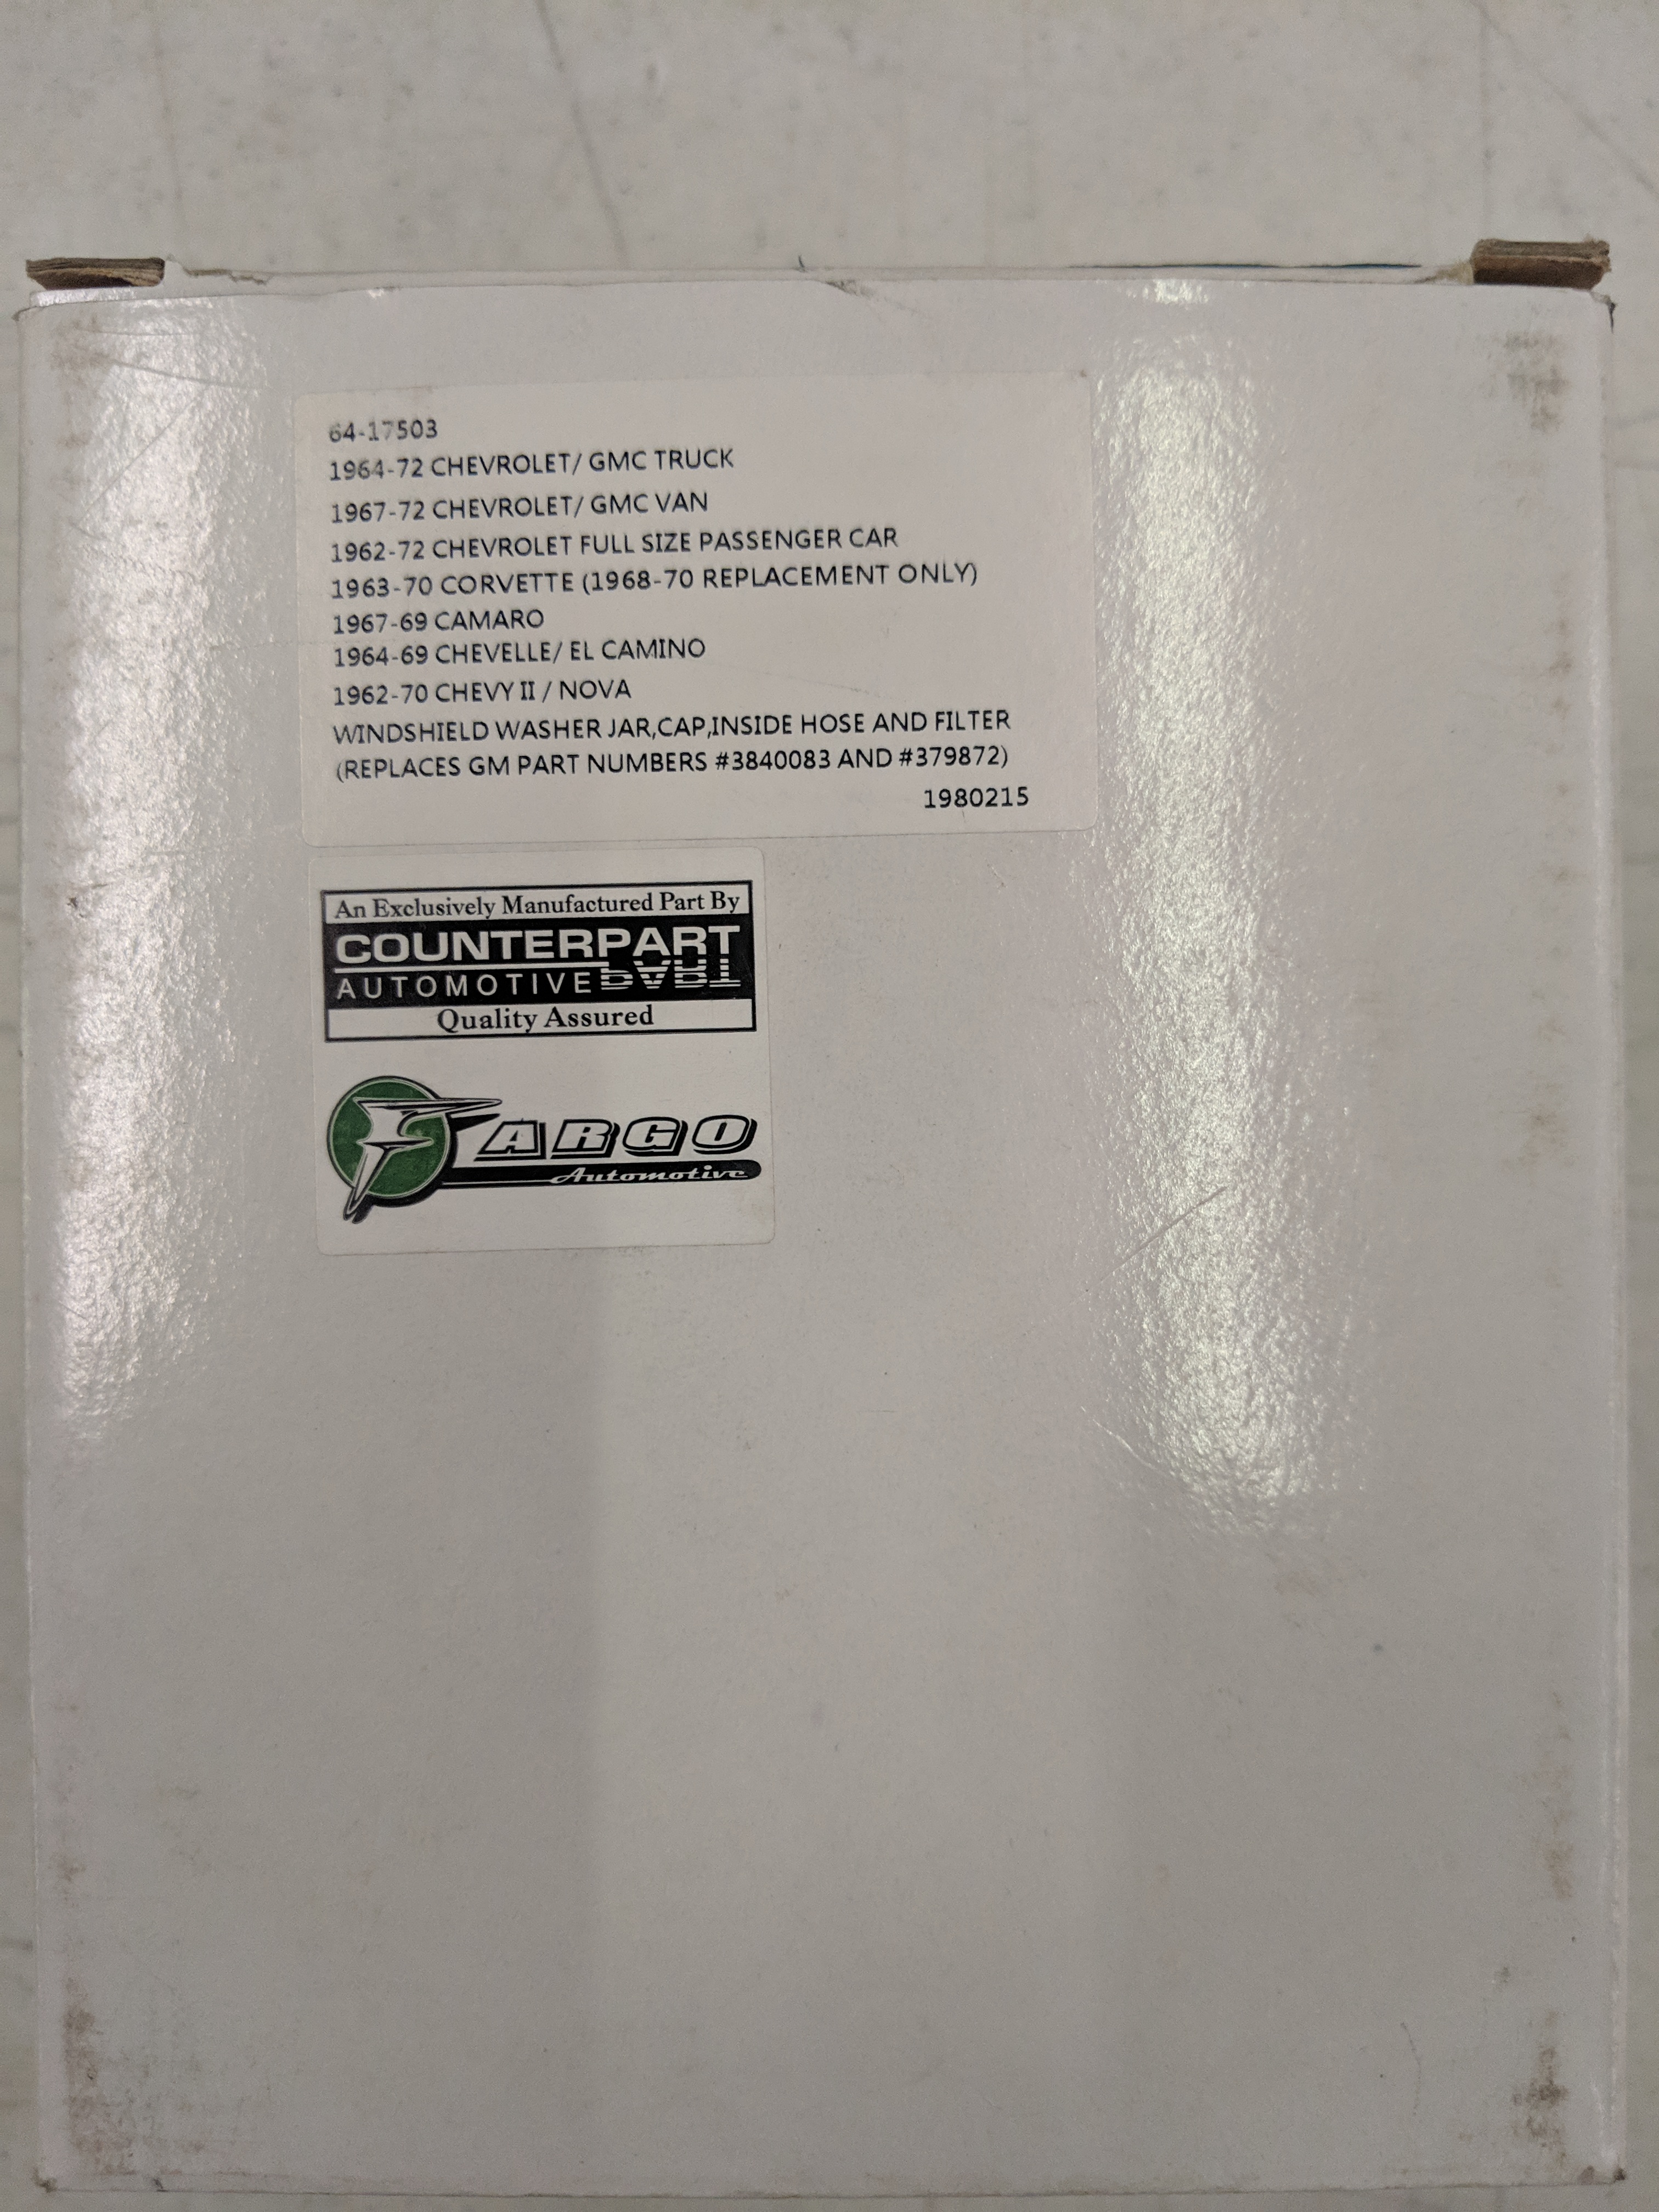 64-17503
1964-72 CHEVROLET/ GMC TRUCK
1967-72 CHEVROLET/ GMC VAN
1962-72 CHEVROLET FULL SIZE PASSENGER CAR
1963-70 CORVETTE (1968-70 REPLACEMENT ONLY)
1967-69 CAMARO
1964-69 CHEVELLE/ EL CAMINO
1962-70 CHEVY II / NOVA
WINDSHIELD WASHER JAR,CAP,INSIDE HOSE AND FILTER
(REPLACES GM PART NUMBERS #3840083 AND #379872)
1980215
An Exclusively Manufactured Part By
COUNTERPART
AUTOMOTIVE
Quality Assured
FARGO
Automotive